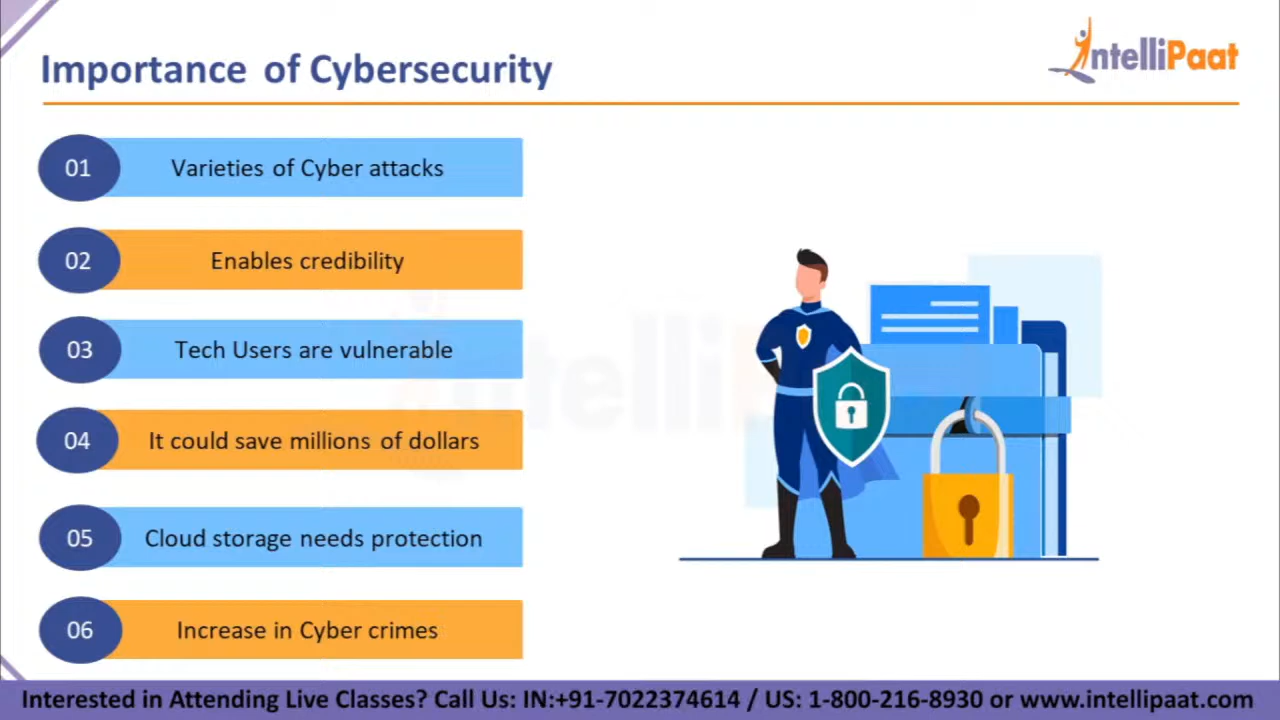 Importance of Cybersecurity
IntelliPaat
01 Varieties of Cyber attacks
02 Enables credibility
03 Tech Users are vulnerable
04 It could save millions of dollars
05 Cloud storage needs protection
06 Increase in Cyber crimes
IntelliPaat
Interested in Attending Live Classes? Call Us: IN:+91-7022374614 / US: 1-800-216-8930 or www.intellipaat.com